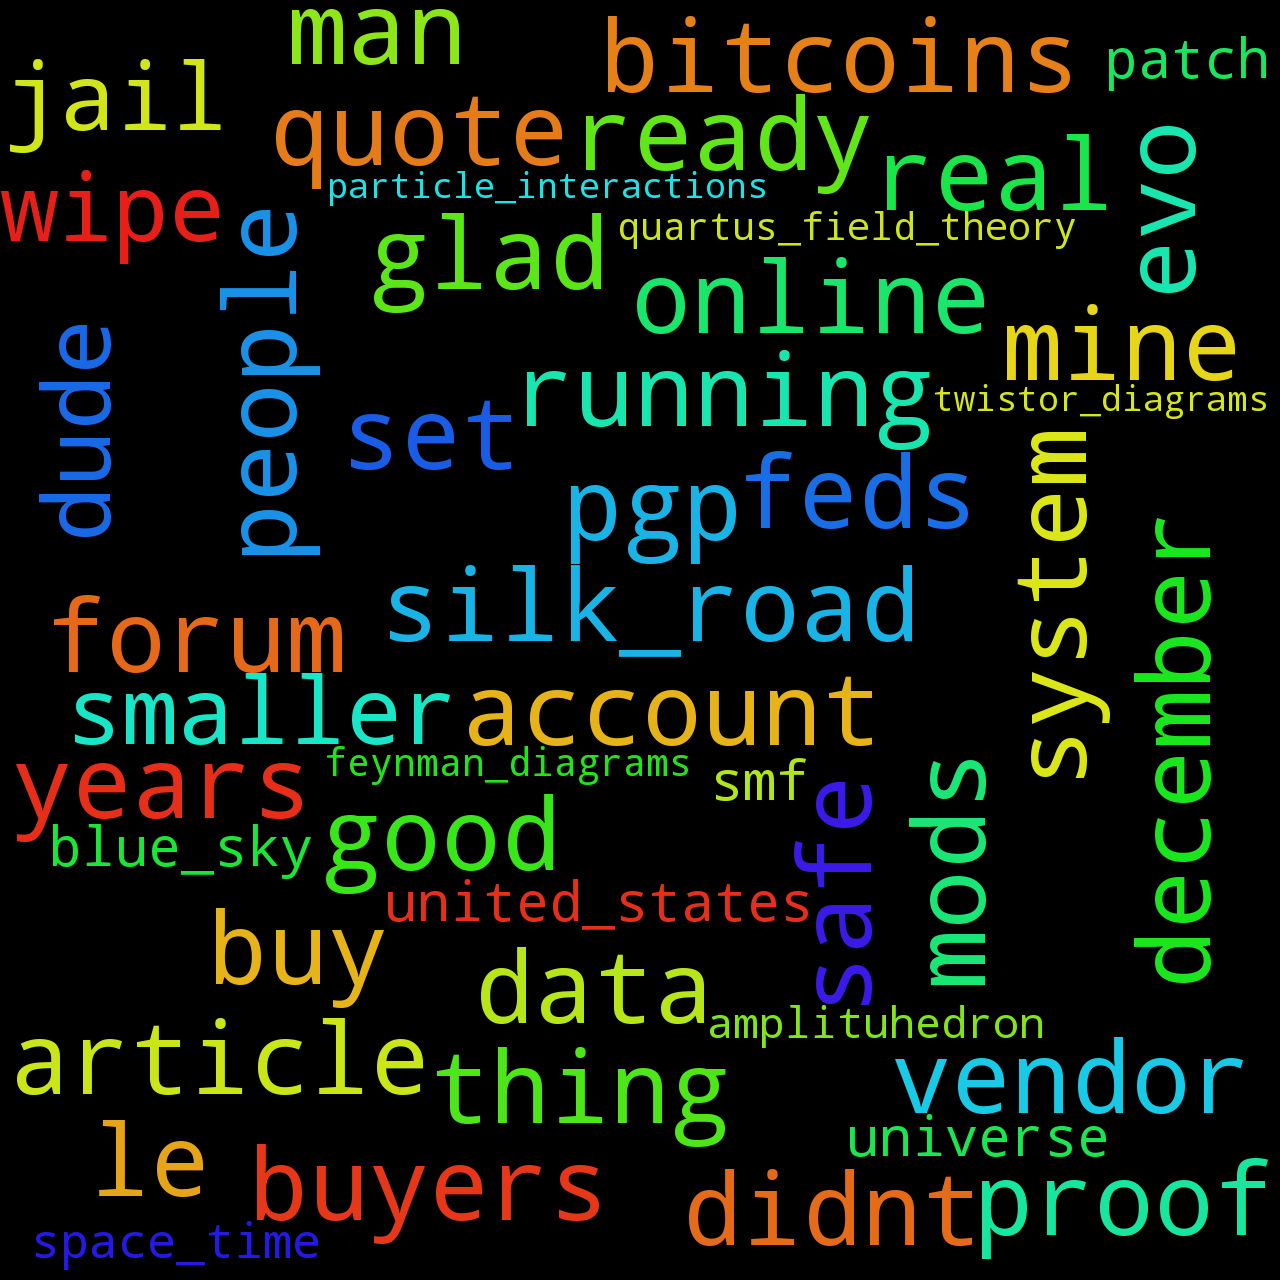 man
bitcoins
patch
jail
quote
ready
real
evo
wipe
particle_interactions
people
glad
quartus_field_theory
online
mine
dude
running
twistor_diagrams
set
pgp
feds
system
december
silk_road
forum
smaller
account
years
feynman_diagrams
smf
safe
mods
blue_sky
good
united_states
buy
data
amplituhedron
article
thing
vendor
le
universe
buyers
didnt
proof
space_time